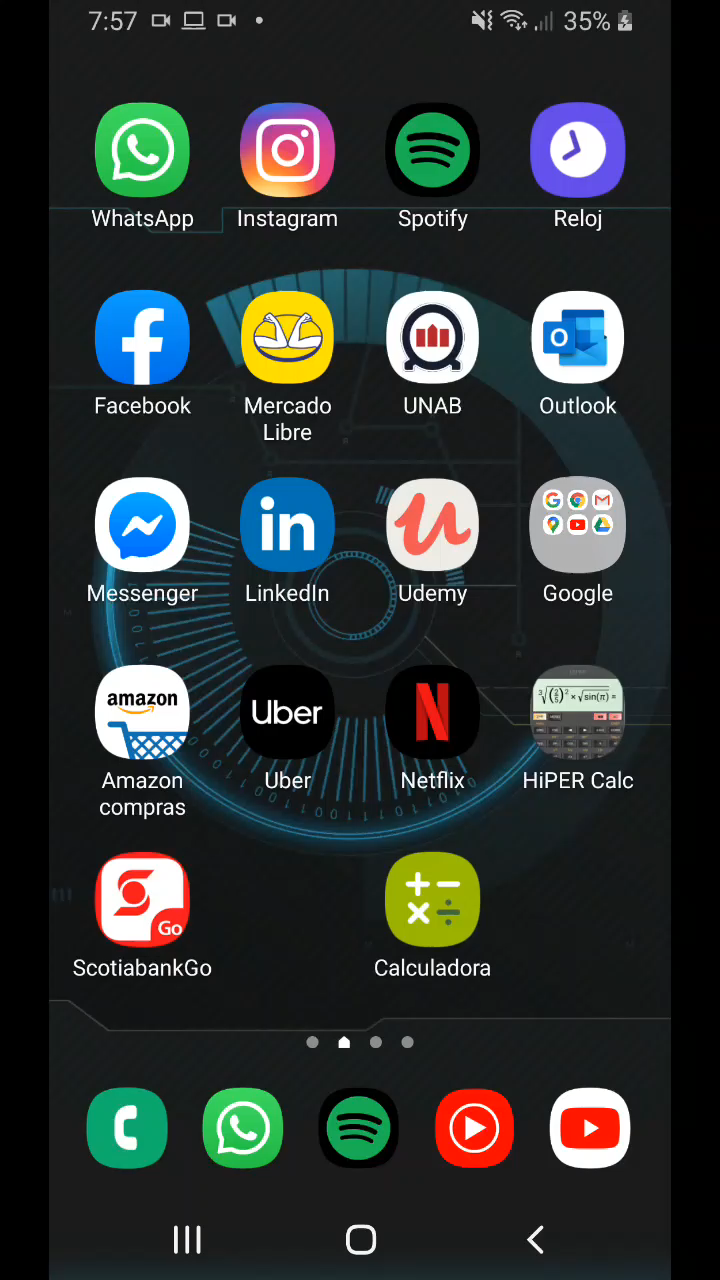 7:57 35%
WhatsApp Instagram Spotify Reloj
Facebook Mercado Libre UNAB Outlook
Messenger LinkedIn Udemy Google
amazon Uber
Amazon compras Uber Netflix HiPER Calc
Go
ScotiabankGo Calculadora